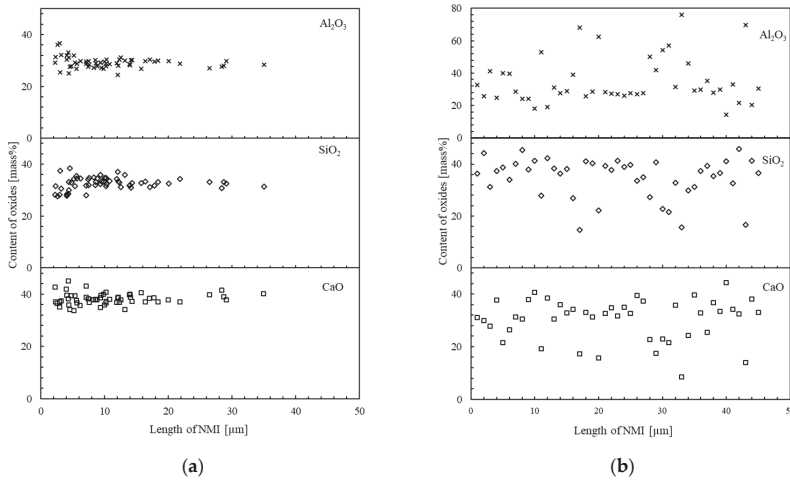 60
Al₂O₃
40
20
0
SiO₂
40
20
0
CaO
40
20
0
0 10 20 30 40 50
Content of oxides [mass%]
Length of NMI [µm]
(a)
80
Al₂O₃
60
40
20
0
SiO₂
40
20
0
CaO
40
20
0
0 10 20 30 40 50
Content of oxides [mass%]
Length of NMI [µm]
(b)